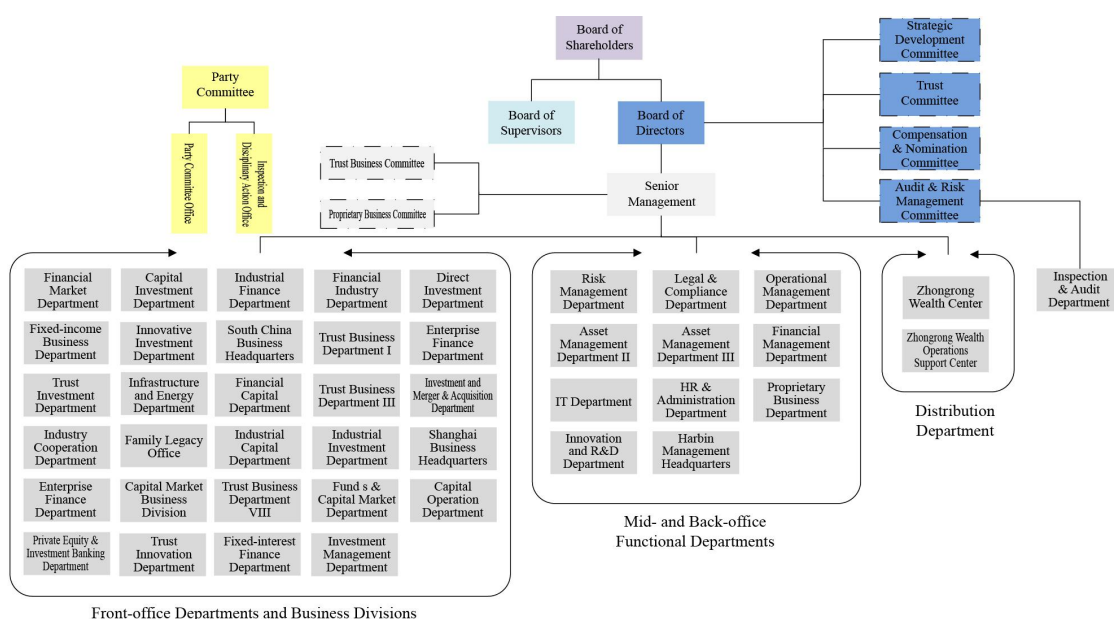 Board of
Shareholders
Strategic
Development
Committee
Party
Committee
Trust
Committee
Board of
Supervisors
Board of
Directors
Compensation
& Nomination
Committee
Party Committee Office
Inspection and
Disciplinary Action Office
Trust Business Committee
Senior
Management
Audit & Risk
Management
Committee
Proprietary Business Committee
Financial
Market
Department
Capital
Investment
Department
Industrial
Finance
Department
Financial
Industry
Department
Direct
Investment
Department
Fixed-income
Business
Department
Innovative
Investment
Department
South China
Business
Headquarters
Trust Business
Department I
Enterprise
Finance
Department
Trust
Investment
Department
Infrastructure
and Energy
Department
Financial
Capital
Department
Trust Business
Department III
Investment and
Merger & Acquisition
Department
Industry
Cooperation
Department
Family Legacy
Office
Industrial
Capital
Department
Industrial
Investment
Department
Shanghai
Business
Headquarters
Enterprise
Finance
Department
Capital Market
Business
Division
Trust Business
Department
VIII
Fund s &
Capital Market
Department
Capital
Operation
Department
Private Equity &
Investment Banking
Department
Trust
Innovation
Department
Fixed-interest
Finance
Department
Investment
Management
Department
Front-office Departments and Business Divisions
Risk
Management
Department
Legal &
Compliance
Department
Operational
Management
Department
Asset
Management
Department II
Asset
Management
Department III
Financial
Management
Department
IT Department
HR &
Administration
Department
Proprietary
Business
Department
Innovation
and R&D
Department
Harbin
Management
Headquarters
Mid- and Back-office
Functional Departments
Zhongrong
Wealth Center
Zhongrong Wealth
Operations
Support Center
Distribution
Department
Inspection
& Audit
Department